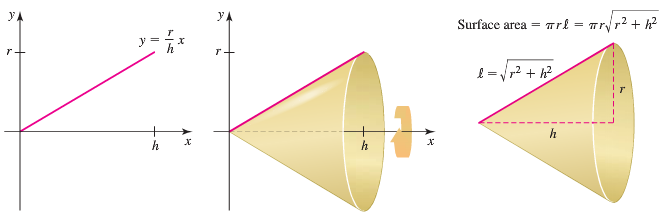 y
r
y = r/h x
h
x
y
r
h
x
Surface area = πrℓ = πr√r² + h²
ℓ = √r² + h²
r
h